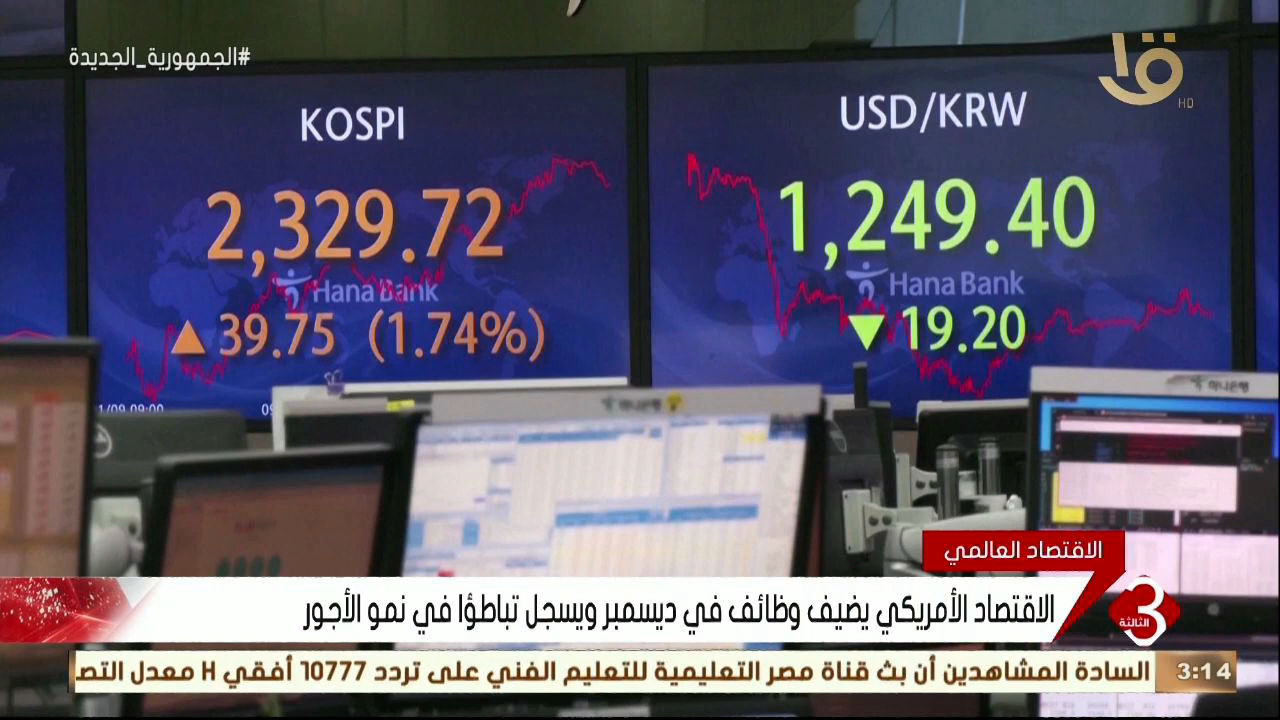 #الجمهورية_الجديدة
HD
KOSPI
2,329.72
Hana Bank
▲ 39.75 (1.74%)
USD/KRW
1,249.40
Hana Bank
▼ 19.20
الاقتصاد العالمي
الاقتصاد الأمريكي يضيف وظائف في ديسمبر ويسجل تباطؤا في نمو الأجور
3
الثالثة
3:14
السادة المشاهدين أن بث قناة مصر التعليمية للتعليم الفني على تردد 10777 أفقي H معدل التص